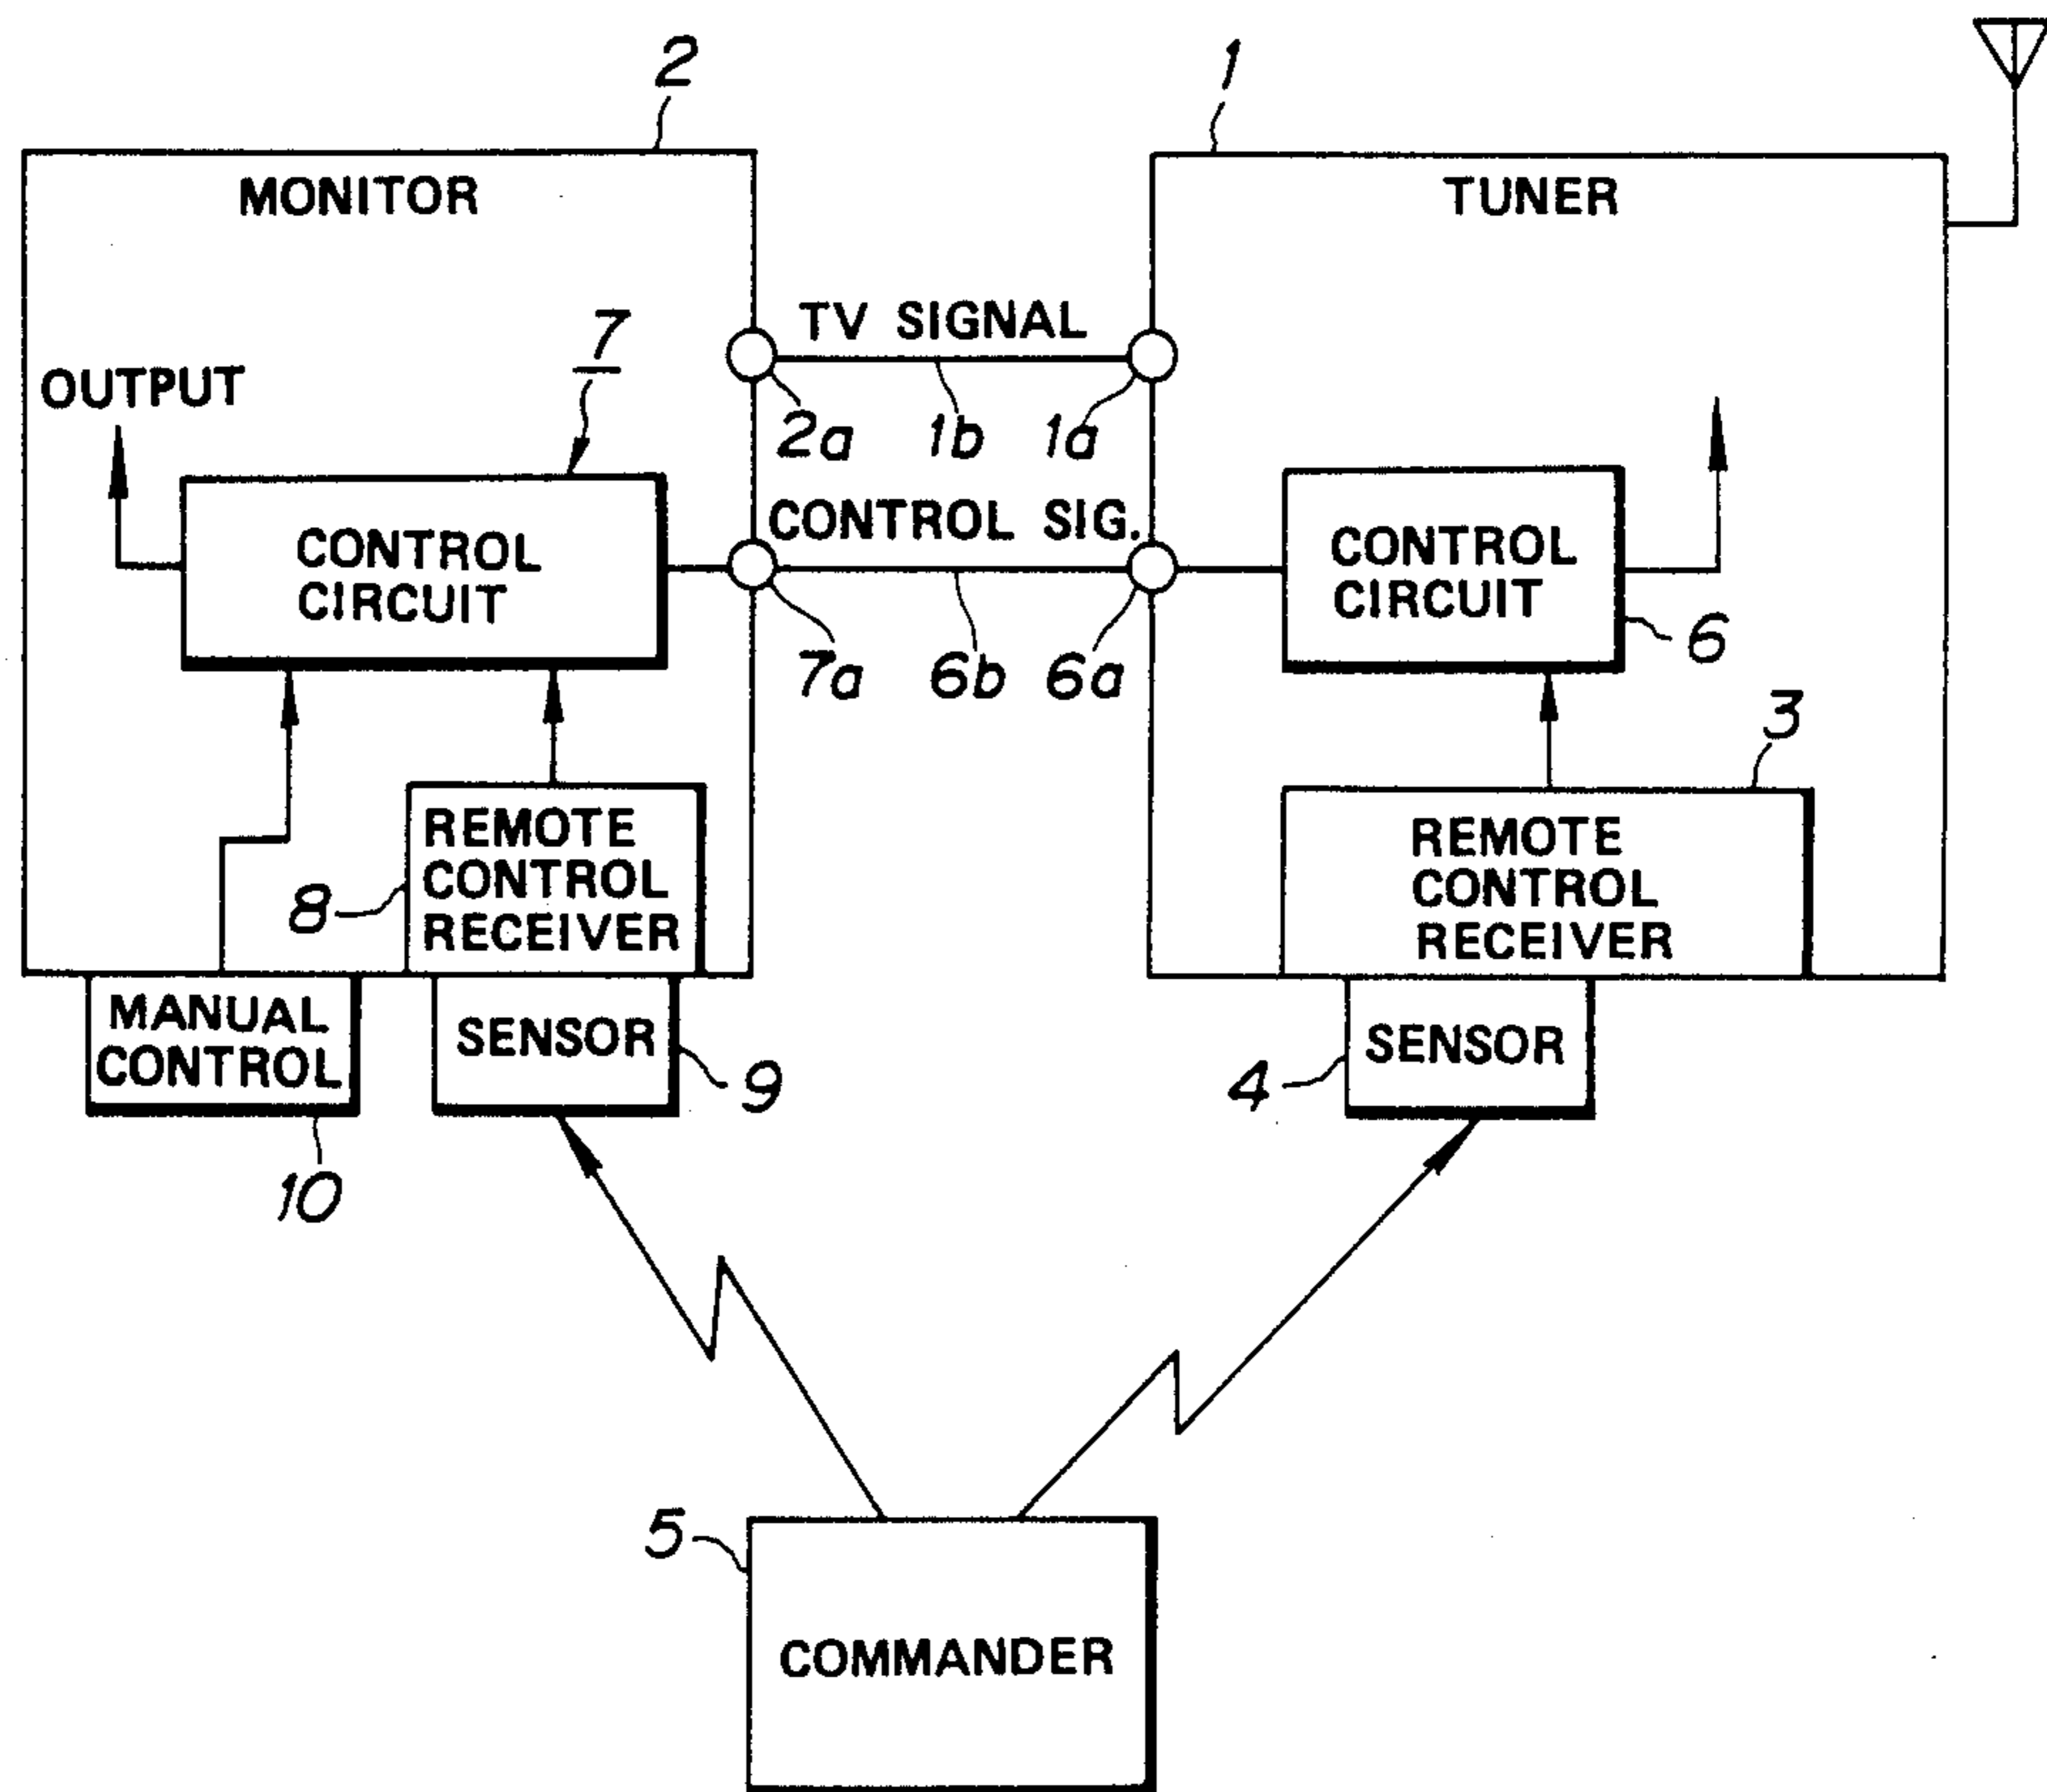 2
1
MONITOR
TUNER
TV SIGNAL
7
OUTPUT
2a
1b
1a
CONTROL SIG.
CONTROL
CIRCUIT
CONTROL
CIRCUIT
6
7a
6b
6a
3
REMOTE
CONTROL
RECEIVER
8
REMOTE
CONTROL
RECEIVER
MANUAL
CONTROL
SENSOR
9
SENSOR
4
10
5
COMMANDER